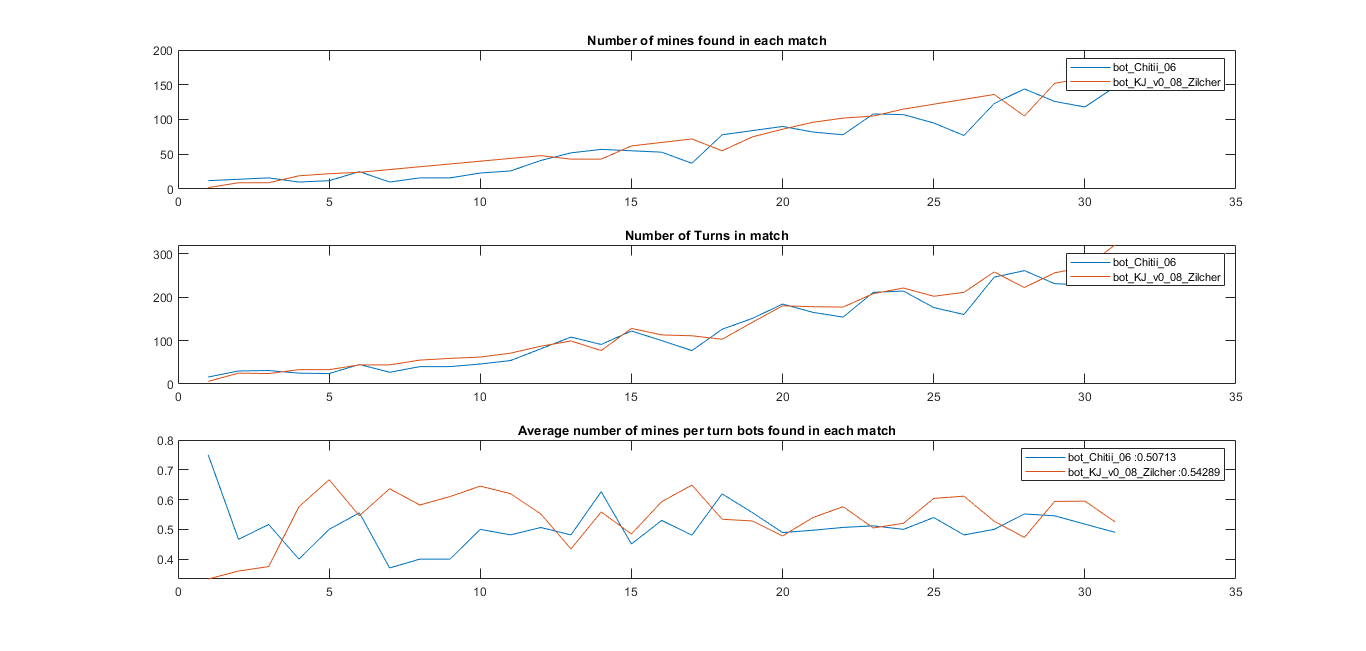 Number of mines found in each match
200
150
100
50
0
bot_Chitii_06
bot_KJ_v0_08_Zilcher
0 5 10 15 20 25 30 35
Number of Turns in match
300
200
100
0
bot_Chitii_06
bot_KJ_v0_08_Zilcher
0 5 10 15 20 25 30 35
Average number of mines per turn bots found in each match
0.8
0.7
0.6
0.5
0.4
bot_Chitii_06 :0.50713
bot_KJ_v0_08_Zilcher :0.54289
0 5 10 15 20 25 30 35